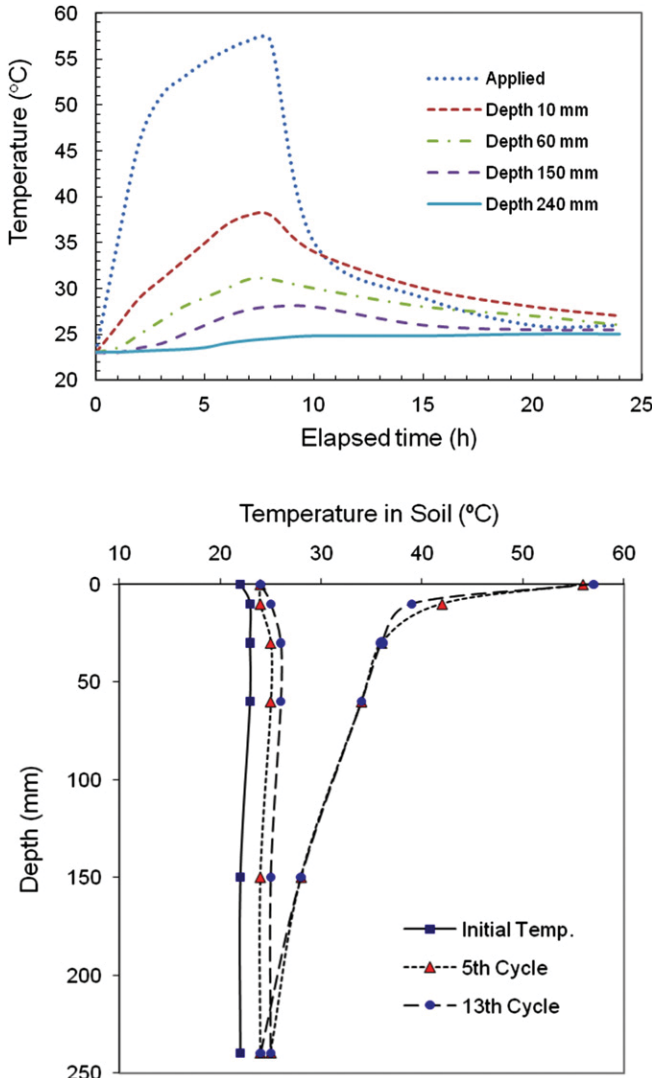 60
55
50
45
40
35
30
25
20
Temperature (°C)
Applied
Depth 10 mm
Depth 60 mm
Depth 150 mm
Depth 240 mm
0 5 10 15 20 25
Elapsed time (h)
Temperature in Soil (ºC)
10 20 30 40 50 60
0
50
100
150
200
250
Depth (mm)
Initial Temp.
5th Cycle
13th Cycle